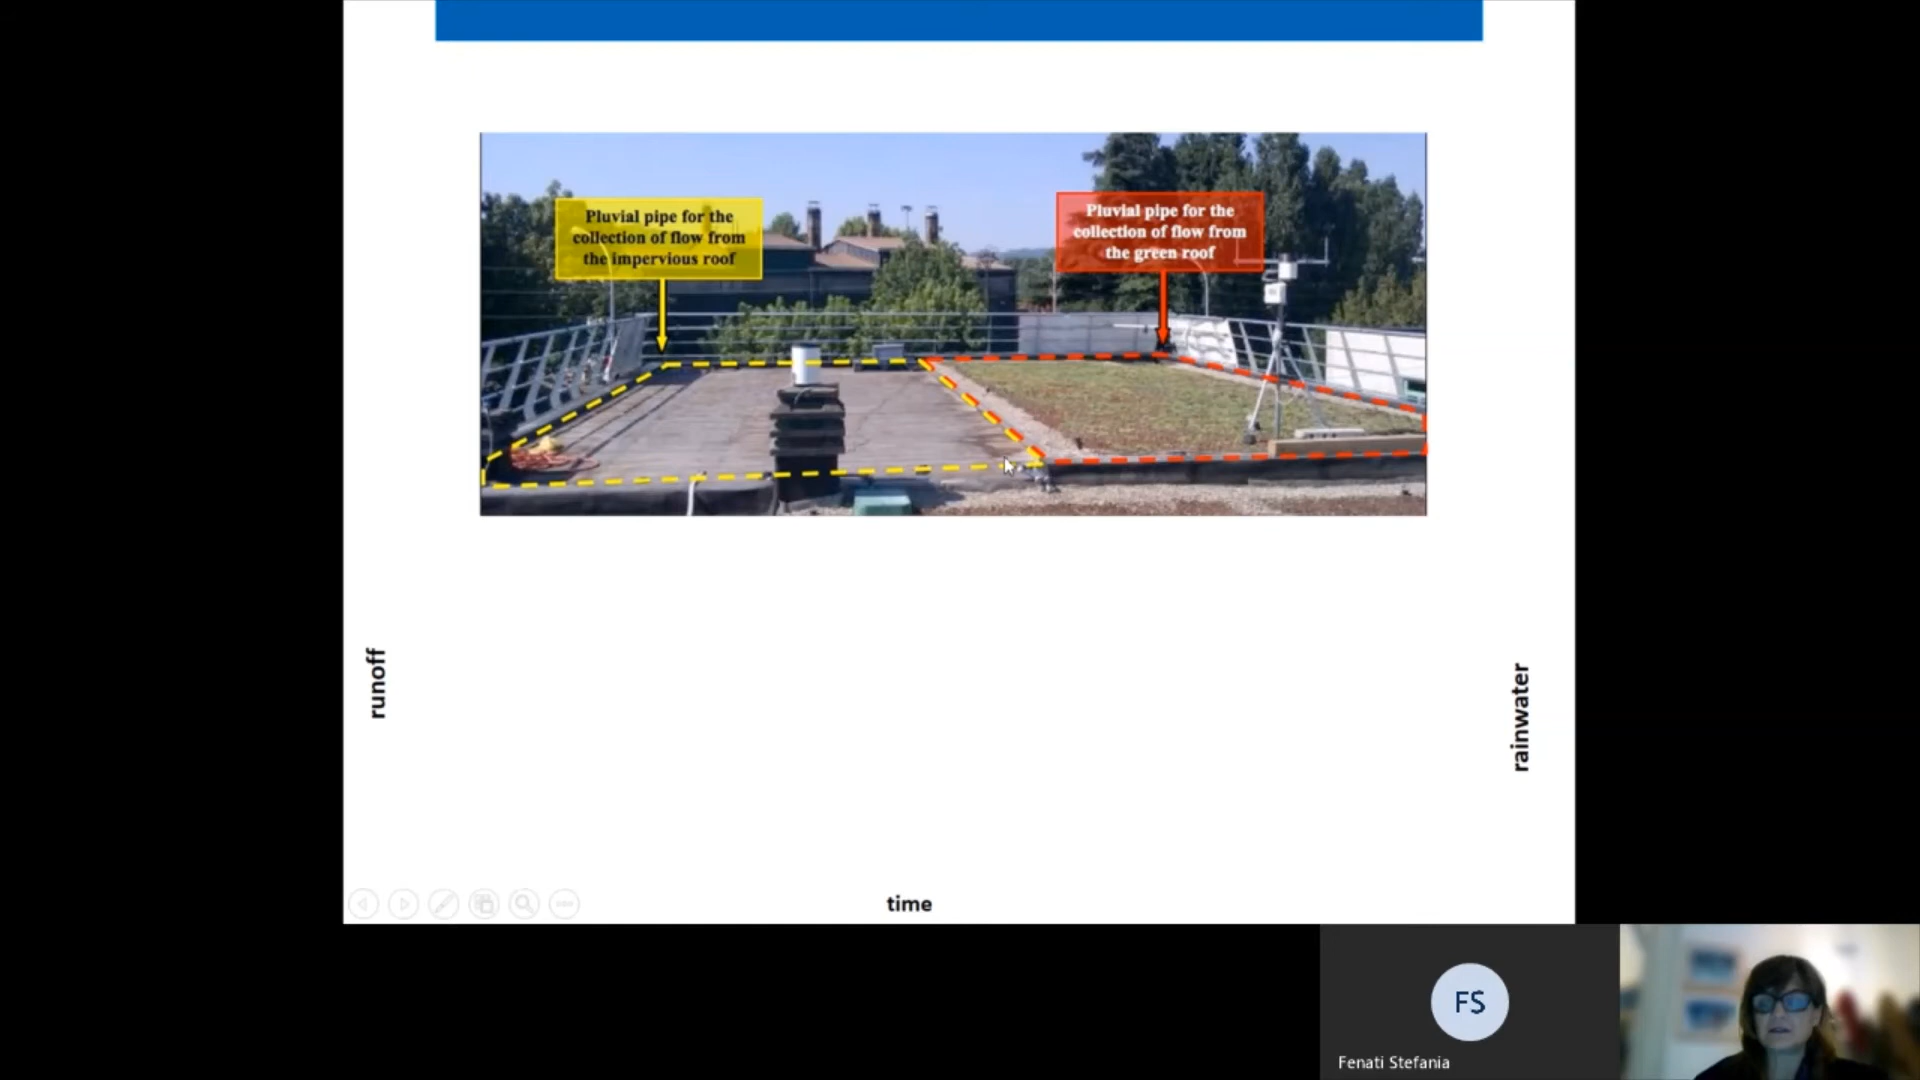 Pluvial pipe for the
collection of flow from
the impervious roof
Pluvial pipe for the
collection of flow from
the green roof
runoff
rainwater
time
FS
Fenati Stefania